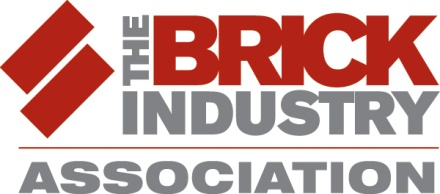 THE BRICK
INDUSTRY
ASSOCIATION